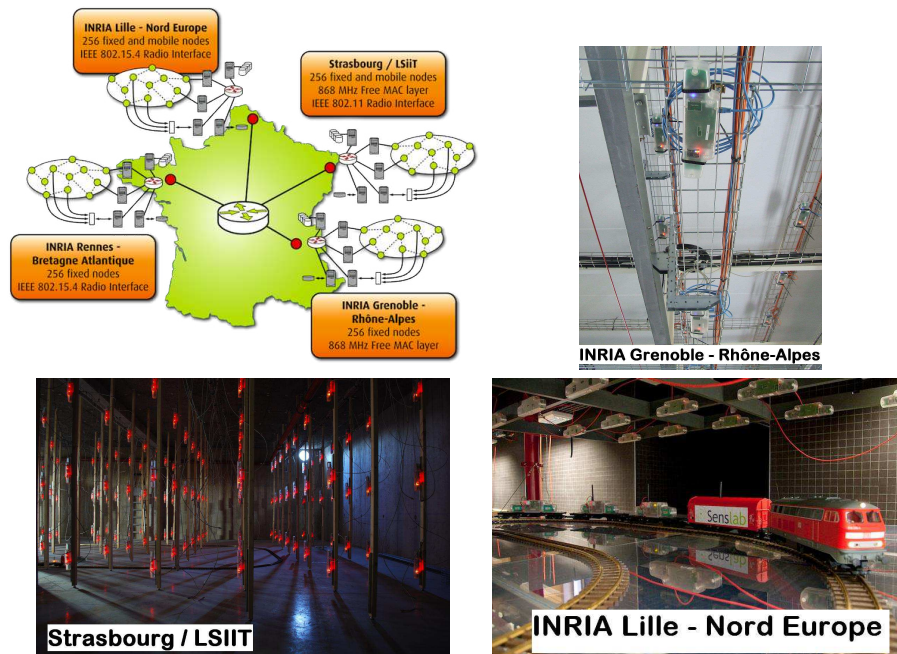 INRIA Lille - Nord Europe
256 fixed and mobile nodes
IEEE 802.15.4 Radio Interface
Strasbourg / LSiiT
256 fixed and mobile nodes
868 MHz Free MAC layer
IEEE 802.11 Radio Interface
INRIA Rennes -
Bretagne Atlantique
256 fixed nodes
IEEE 802.15.4 Radio Interface
INRIA Grenoble -
Rhône-Alpes
256 fixed nodes
868 MHz Free MAC layer
INRIA Grenoble - Rhône-Alpes
Strasbourg / LSIIT
Senslab
INRIA Lille - Nord Europe